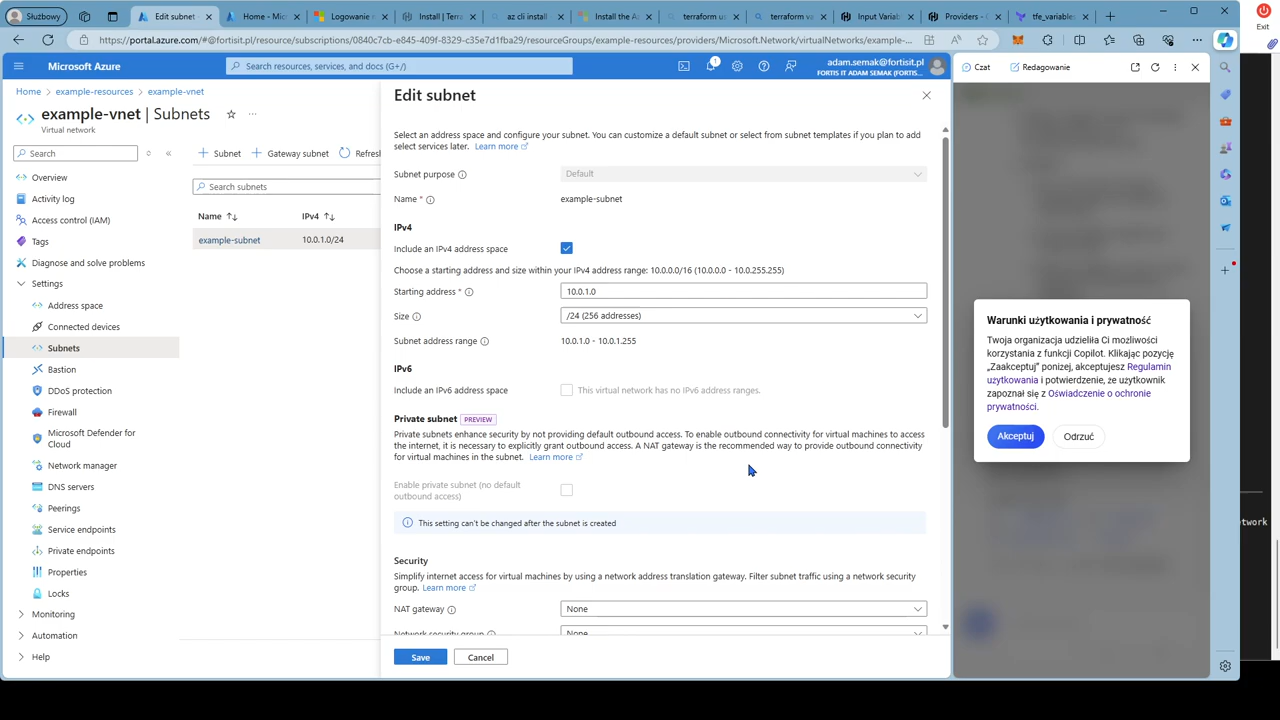 Służbowy
Edit subnet
Home - Mic
Logowanie
Install | Terra
az cli install
Install the A
terraform us
terraform va
Input Variab
Providers - C
tfe_variables
Exit
https://portal.azure.com/#@fortisit.pl/resource/subscriptions/0840c7cb-e845-409f-8329-c35e7d1fba29/resourceGroups/example-resources/providers/Microsoft.Network/virtualNetworks/example-...
Microsoft Azure
Search resources, services, and docs (G+/)
1
adam.semak@fortisit.pl
FORTIS IT ADAM SEMAK (FORTIS...
Czat
Redagowanie
Home > example-resources > example-vnet
example-vnet | Subnets
Virtual network
Search
Subnet
Gateway subnet
Refresh
Search subnets
Name
IPv4
example-subnet
10.0.1.0/24
Overview
Activity log
Access control (IAM)
Tags
Diagnose and solve problems
Settings
Address space
Connected devices
Subnets
Bastion
DDoS protection
Firewall
Microsoft Defender for
Cloud
Network manager
DNS servers
Peerings
Service endpoints
Private endpoints
Properties
Locks
Monitoring
Automation
Help
Edit subnet
Select an address space and configure your subnet. You can customize a default subnet or select from subnet templates if you plan to add
select services later. Learn more
Subnet purpose
Default
Name *
example-subnet
IPv4
Include an IPv4 address space
Choose a starting address and size within your IPv4 address range: 10.0.0.0/16 (10.0.0.0 - 10.0.255.255)
Starting address *
10.0.1.0
Size
/24 (256 addresses)
Subnet address range
10.0.1.0 - 10.0.1.255
IPv6
Include an IPv6 address space
This virtual network has no IPv6 address ranges.
Private subnet PREVIEW
Private subnets enhance security by not providing default outbound access. To enable outbound connectivity for virtual machines to access
the internet, it is necessary to explicitly grant outbound access. A NAT gateway is the recommended way to provide outbound connectivity
for virtual machines in the subnet. Learn more
Enable private subnet (no default
outbound access)
This setting can't be changed after the subnet is created
Security
Simplify internet access for virtual machines by using a network address translation gateway. Filter subnet traffic using a network security
group. Learn more
NAT gateway
None
Network security group
None
Save
Cancel
Warunki użytkowania i prywatność
Twoja organizacja udzieliła Ci możliwości
korzystania z funkcji Copilot. Klikając pozycję
„Zaakceptuj” poniżej, akceptujesz Regulamin
użytkowania i potwierdzenie, że użytkownik
zapoznał się z Oświadczenie o ochronie
prywatności.
Akceptuj
Odrzuć
etwork